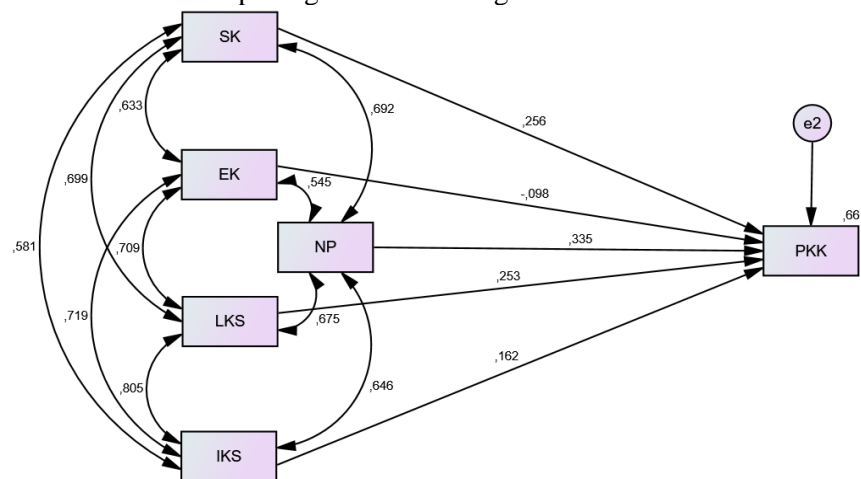 SK
,633
,692
,256
e2
,699
EK
,545
-,098
,66
,581
,709
NP
,335
PKK
,253
LKS
,675
,719
,162
,805
,646
IKS